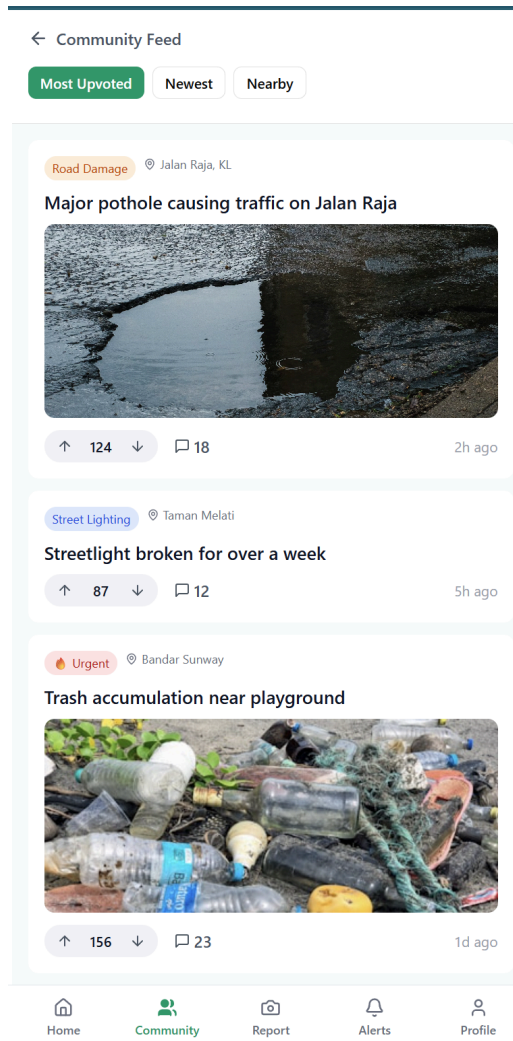 Community Feed
Most Upvoted Newest Nearby
Road Damage Jalan Raja, KL
Major pothole causing traffic on Jalan Raja
124 18 2h ago
Street Lighting Taman Melati
Streetlight broken for over a week
87 12 5h ago
🔥 Urgent Bandar Sunway
Trash accumulation near playground
156 23 1d ago
Home Community Report Alerts Profile